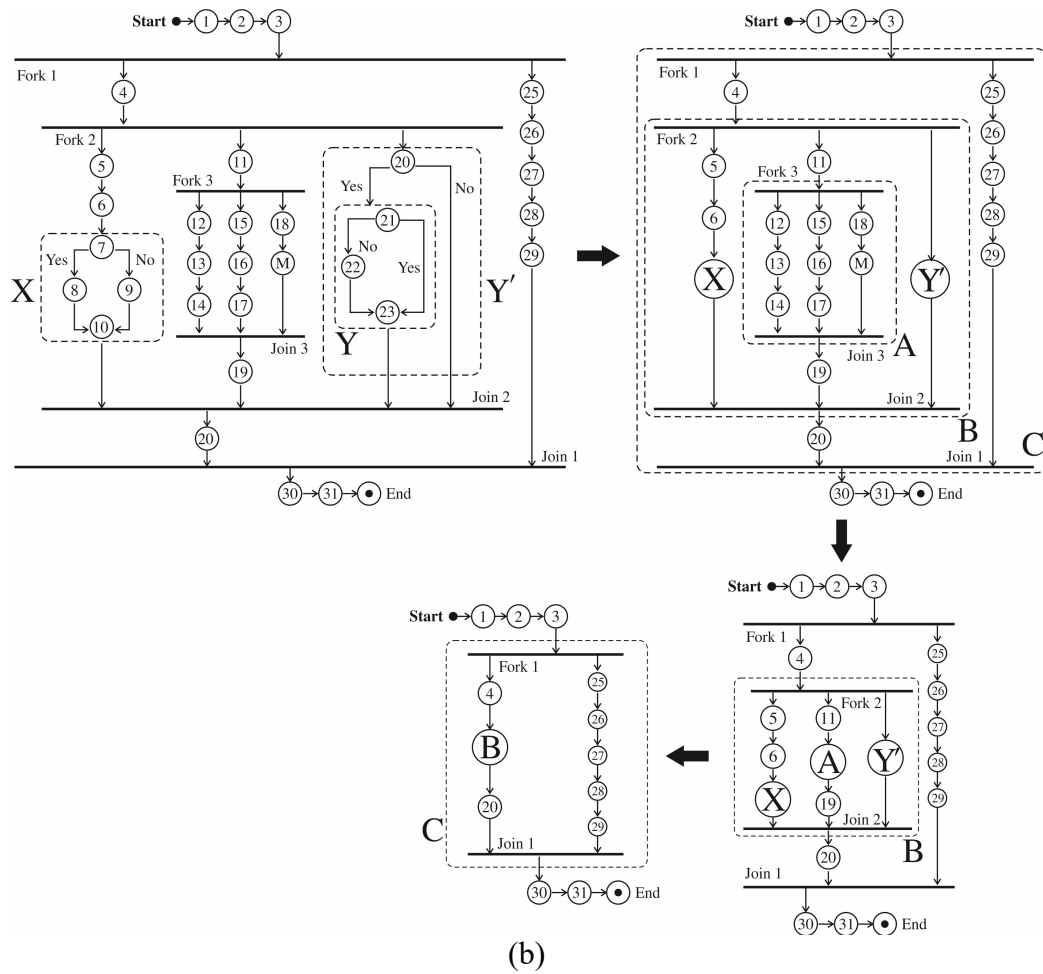 Start 1 2 3
Fork 1
4 25
26
Fork 2
5 11 20
Yes No
6 Fork 3 27
12 15 18 21
No Yes
7 28
Yes No
13 16 M 22
X 8 9 29
14 17 23 Y'
10 Y
Join 3
19
Join 2
20
Join 1
30 31 End
Start 1 2 3
Fork 1
4 25
26
Fork 2
5 11
Fork 3 27
6 12 15 18 28
13 16 M 29
X Y'
14 17
Join 3 A
19
Join 2
20 B C
Join 1
30 31 End
Start 1 2 3
Fork 1
4 25
26
Fork 2
5 11 27
6 A Y' 28
X 19 29
Join 2
20 B
Join 1
30 31 End
Start 1 2 3
Fork 1
4 25
26
B 27
28
20
C 29
Join 1
30 31 End
(b)